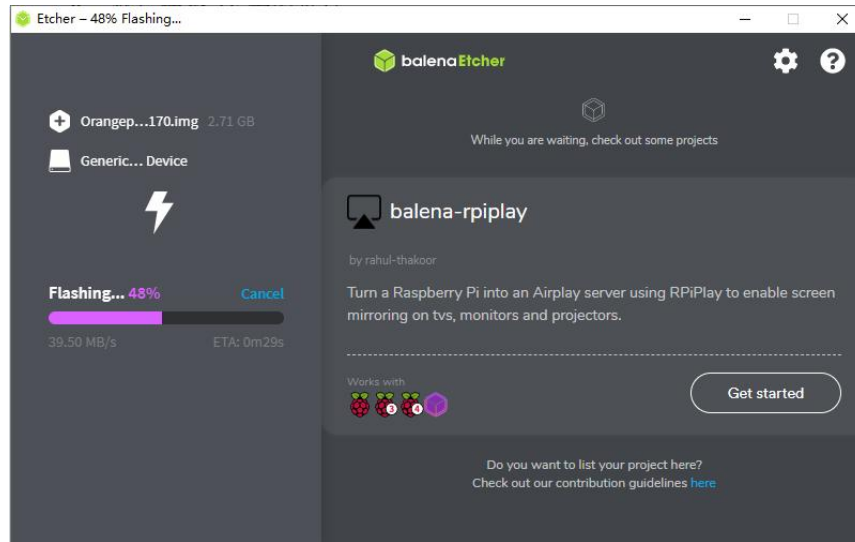 Etcher – 48% Flashing...
balenaEtcher
Orangep...170.img 2.71 GB
Generic... Device
Flashing... 48% Cancel
39.50 MB/s ETA: 0m29s
While you are waiting, check out some projects
balena-rpiplay
by rahul-thakoor
Turn a Raspberry Pi into an Airplay server using RPiPlay to enable screen
mirroring on tvs, monitors and projectors.
Works with
3 4
Get started
Do you want to list your project here?
Check out our contribution guidelines here